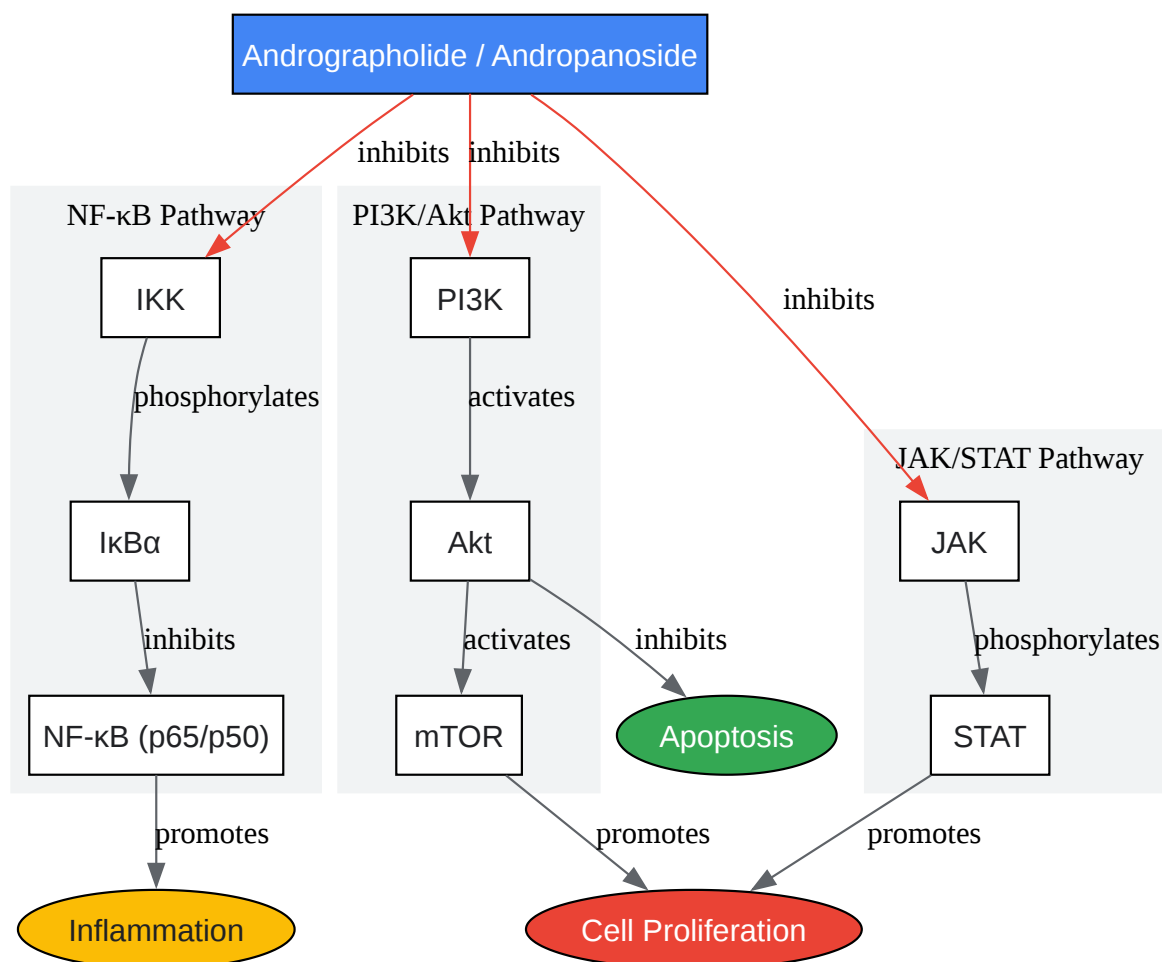 Andrographolide / Andropanoside
inhibits
inhibits
NF-κB Pathway
PI3K/Akt Pathway
IKK
PI3K
inhibits
phosphorylates
activates
JAK/STAT Pathway
IκBα
Akt
JAK
inhibits
activates
inhibits
phosphorylates
NF-κB (p65/p50)
mTOR
Apoptosis
STAT
promotes
promotes
promotes
Inflammation
Cell Proliferation